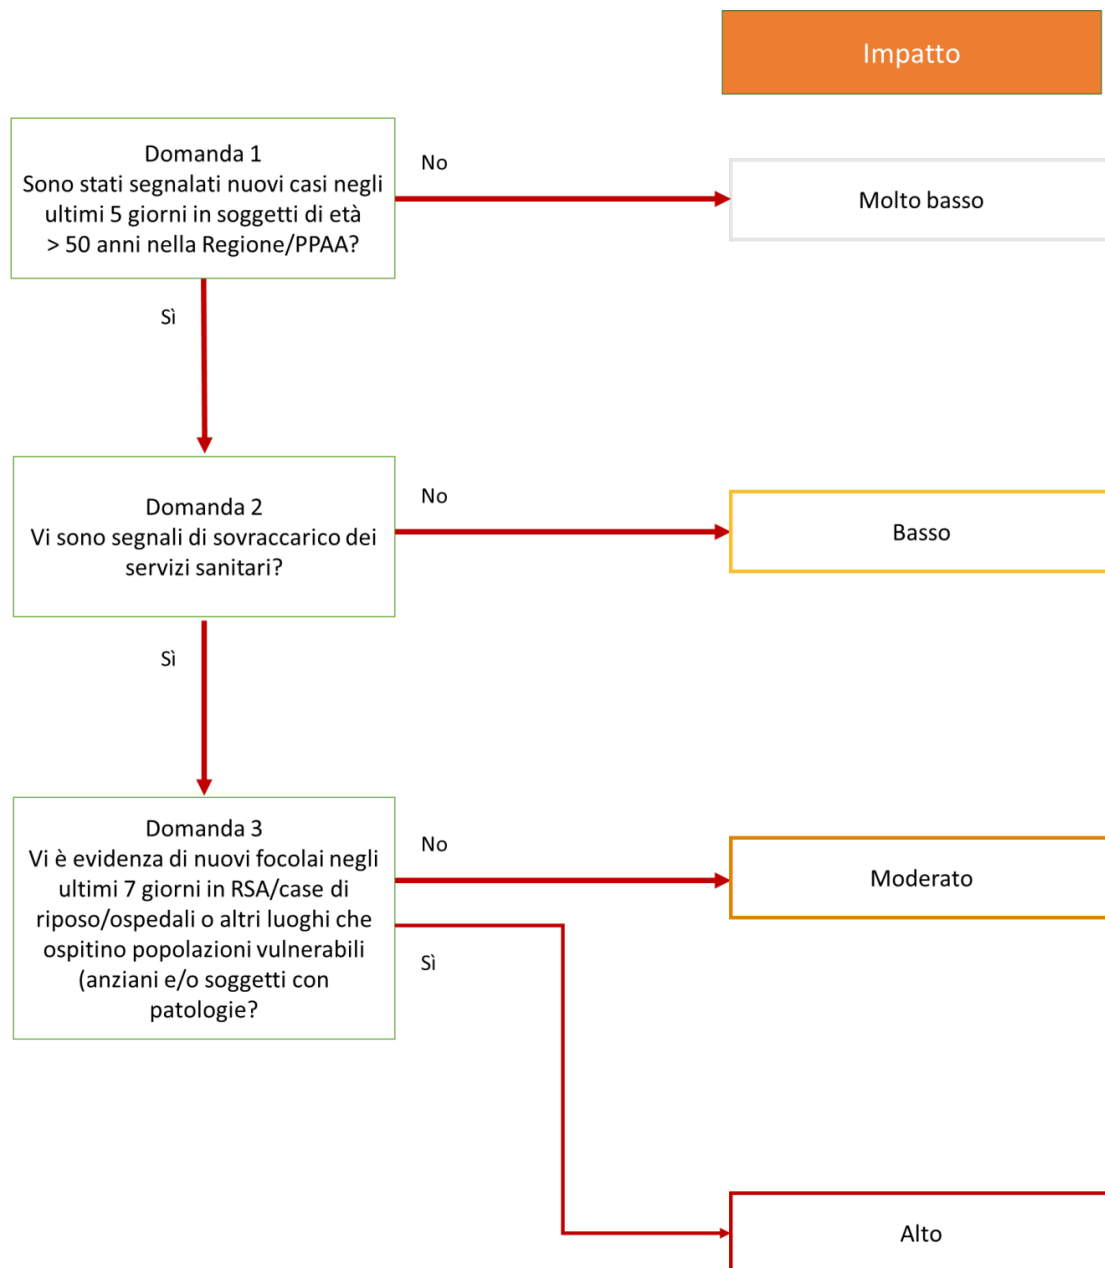 Impatto
Domanda 1
Sono stati segnalati nuovi casi negli
ultimi 5 giorni in soggetti di età
> 50 anni nella Regione/PPAA?
No
Molto basso
Sì
Domanda 2
Vi sono segnali di sovraccarico dei
servizi sanitari?
No
Basso
Sì
Domanda 3
Vi è evidenza di nuovi focolai negli
ultimi 7 giorni in RSA/case di
riposo/ospedali o altri luoghi che
ospitino popolazioni vulnerabili
(anziani e/o soggetti con
patologie?
No
Moderato
Sì
Alto